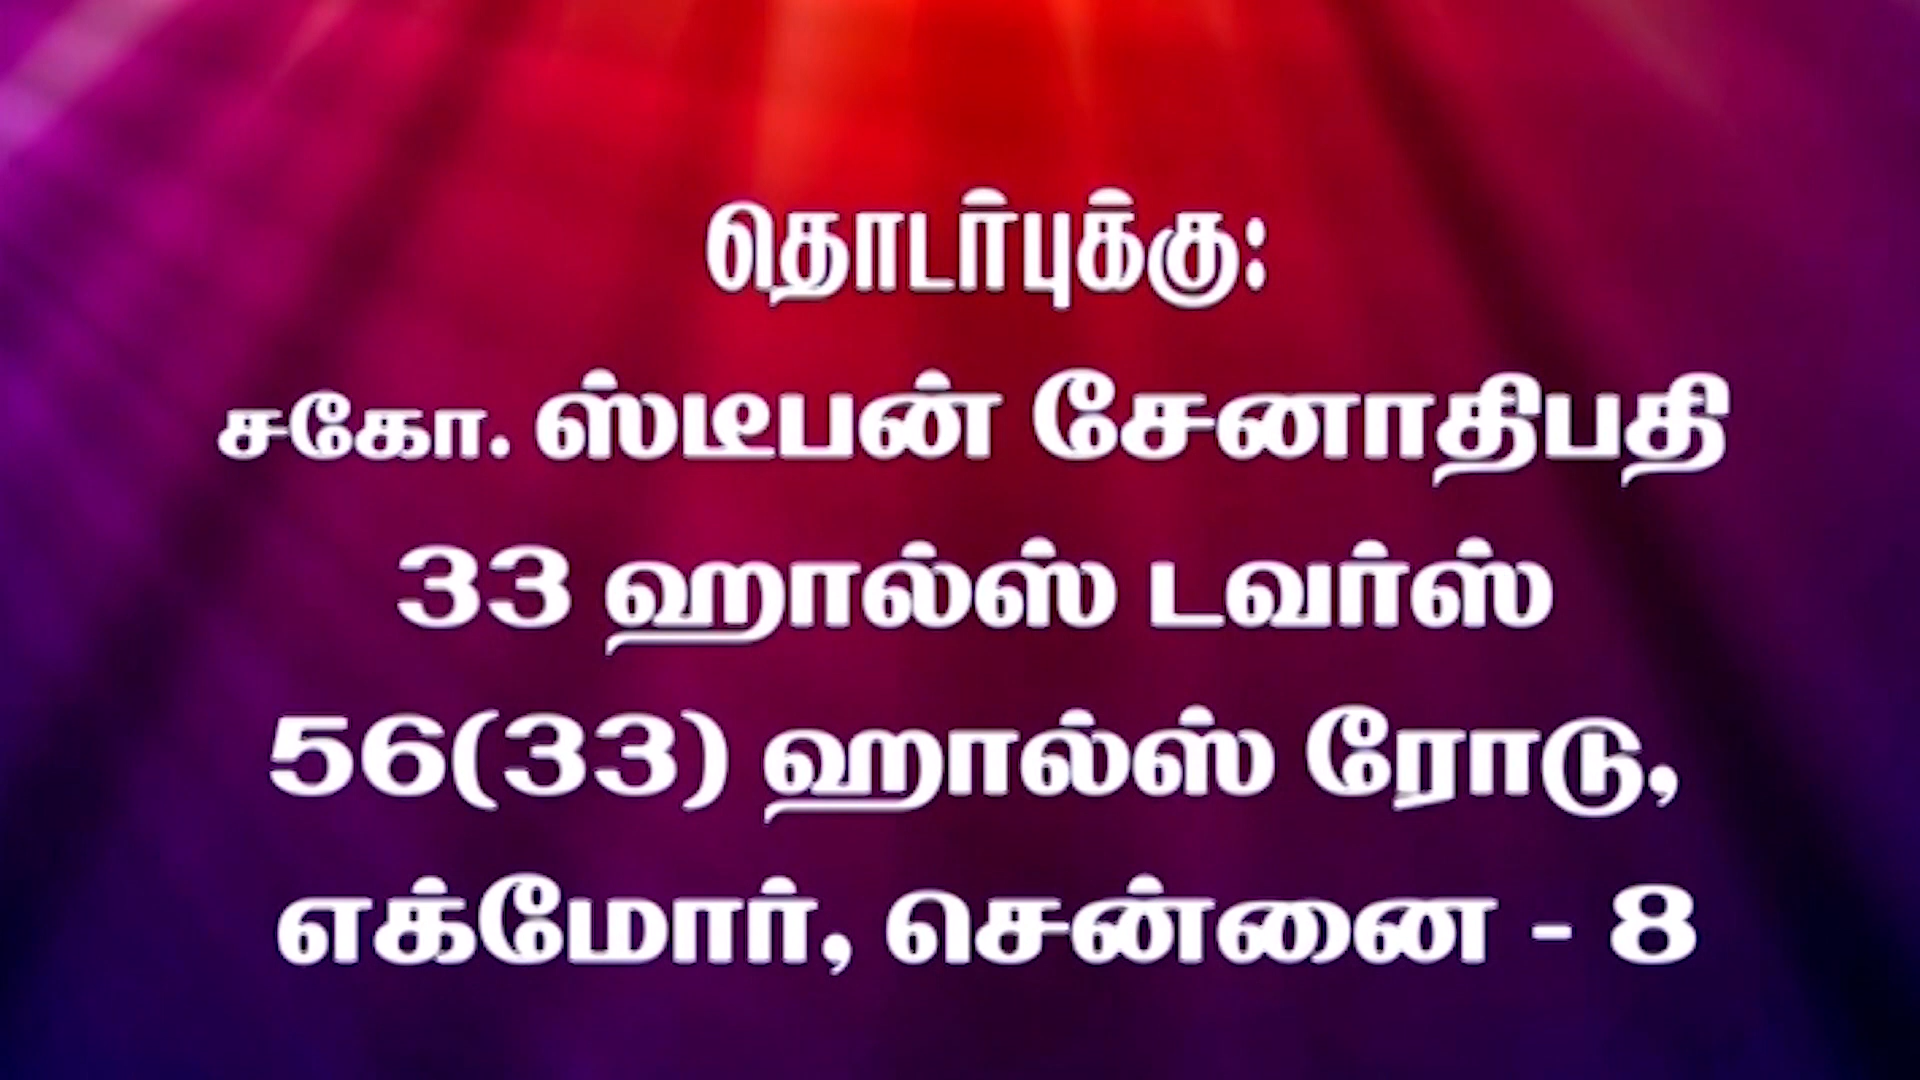 தொடர்புக்கு:
சகோ. ஸ்டீபன் சேனாதிபதி
33 ஹால்ஸ் டவர்ஸ்
56(33) ஹால்ஸ் ரோடு,
எக்மோர், சென்னை - 8